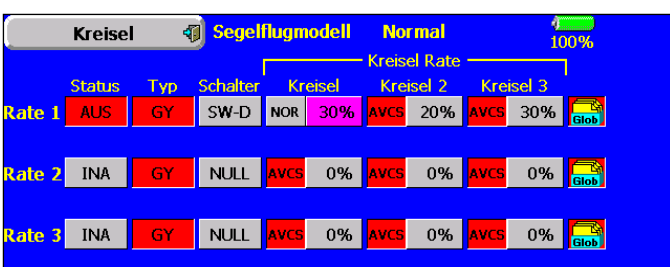 Kreisel Segelflugmodell Normal 100%
Kreisel Rate
Status Typ Schalter Kreisel Kreisel 2 Kreisel 3
Rate 1 AUS GY SW-D NOR 30% AVCS 20% AVCS 30% Glob
Rate 2 INA GY NULL AVCS 0% AVCS 0% AVCS 0% Glob
Rate 3 INA GY NULL AVCS 0% AVCS 0% AVCS 0% Glob